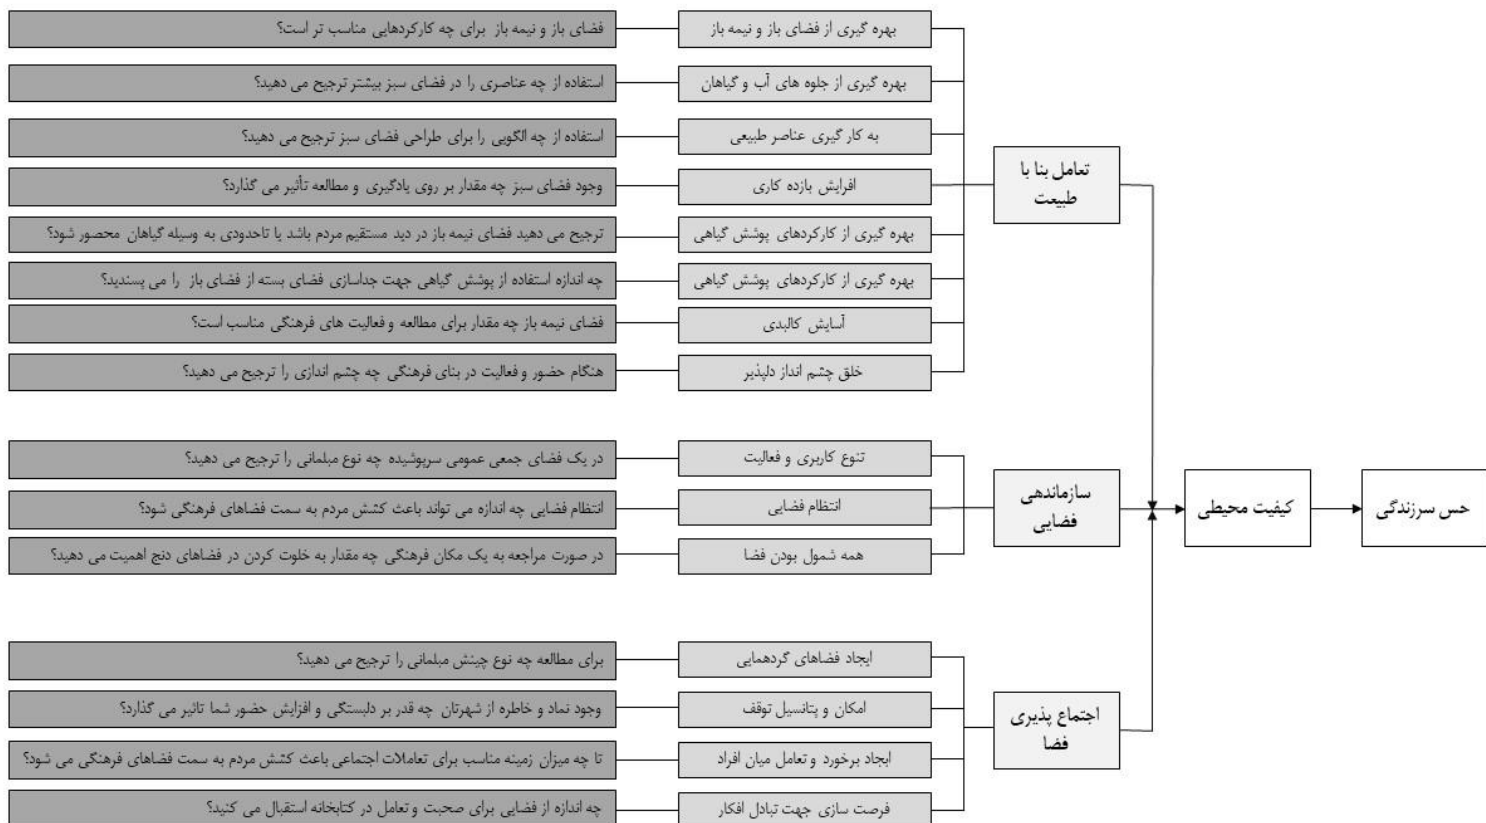 حس سرزندگی
کیفیت محیطی
تعامل بنا با
طبیعت
بهره گیری از فضای باز و نیمه باز
فضای باز و نیمه باز برای چه کارکردهایی مناسب تر است؟
بهره گیری از جلوه های آب و گیاهان
استفاده از چه عناصری را در فضای سبز بیشتر ترجیح می دهید؟
به کار گیری عناصر طبیعی
استفاده از چه الگویی را برای طراحی فضای سبز ترجیح می دهید؟
افرایش بازده کاری
وجود فضای سبز چه مقدار بر روی یادگیری و مطالعه تأثیر می گذارد؟
بهره گیری از کارکردهای پوشش گیاهی
ترجیح می دهید فضای نیمه باز در دید مستقیم مردم باشد یا تاحدودی به وسیله گیاهان محصور شود؟
بهره گیری از کارکردهای پوشش گیاهی
چه اندازه استفاده از پوشش گیاهی جهت جداسازی فضای بسته از فضای باز را می پسندید؟
آسایش کالبدی
فضای نیمه باز چه مقدار برای مطالعه و فعالیت های فرهنگی مناسب است؟
خلق چشم انداز دلپذیر
هنگام حضور و فعالیت در بنای فرهنگی چه چشم اندازی را ترجیح می دهید؟
سازماندهی
فضایی
تنوع کاربری و فعالیت
در یک فضای جمعی عمومی سرپوشیده چه نوع مبلمانی را ترجیح می دهید؟
انتظام فضایی
انتظام فضایی چه اندازه می تواند باعث کشش مردم به سمت فضاهای فرهنگی شود؟
همه شمول بودن فضا
در صورت مراجعه به یک مکان فرهنگی چه مقدار به خلوت کردن در فضاهای دنج اهمیت می دهید؟
اجتماع پذیری
فضا
ایجاد فضاهای گردهمایی
برای مطالعه چه نوع چینش مبلمانی را ترجیح می دهید؟
امکان و پتانسیل توقف
وجود نماد و خاطره از شهرتان چه قدر بر دلبستگی و افزایش حضور شما تاثیر می گذارد؟
ایجاد برخورد و تعامل میان افراد
تا چه میزان زمینه مناسب برای تعاملات اجتماعی باعث کشش مردم به سمت فضاهای فرهنگی می شود؟
فرصت سازی جهت تبادل افکار
چه اندازه از فضایی برای صحبت و تعامل در کتابخانه استقبال می کنید؟